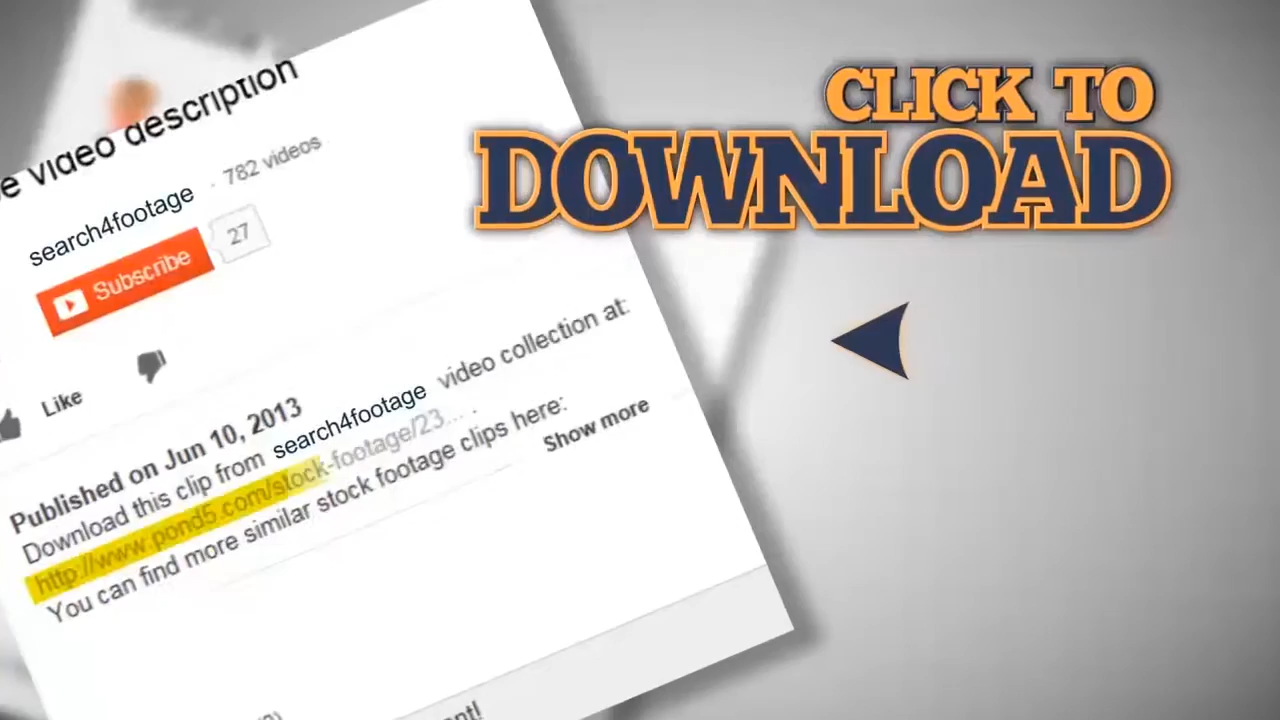 CLICK TO
DOWNLOAD
video description
search4footage · 782 videos
Subscribe 27
Like
Published on Jun 10, 2013
Download this clip from search4footage video collection at:
http://www.pond5.com/stock-footage/23... .
You can find more similar stock footage clips here:
Show more